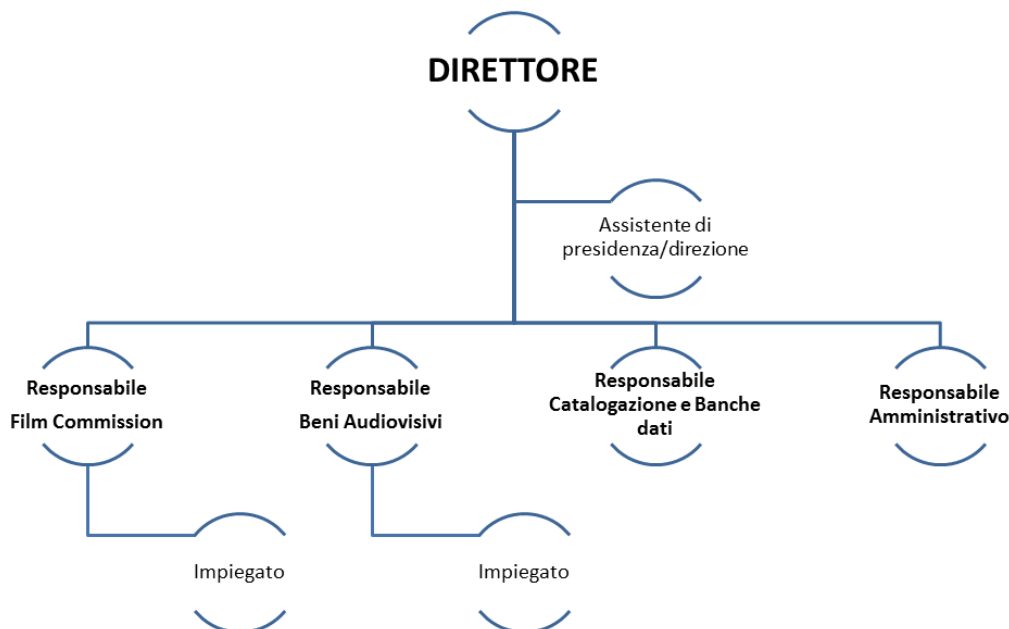 DIRETTORE
Assistente di
presidenza/direzione
Responsabile
Film Commission
Responsabile
Beni Audiovisivi
Responsabile
Catalogazione e Banche
dati
Responsabile
Amministrativo
Impiegato
Impiegato